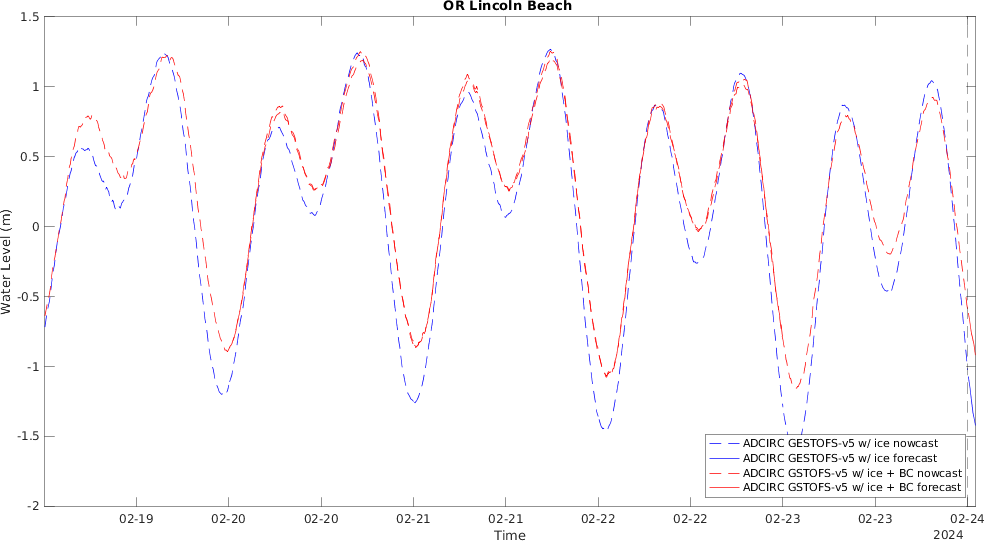 OR Lincoln Beach
1.5
1
0.5
0
-0.5
-1
-1.5
-2
Water Level (m)
ADCIRC GESTOFS-v5 w/ ice nowcast
ADCIRC GESTOFS-v5 w/ ice forecast
ADCIRC GSTOFS-v5 w/ ice + BC nowcast
ADCIRC GSTOFS-v5 w/ ice + BC forecast
02-19 02-20 02-20 02-21 02-21 02-22 02-22 02-23 02-23 02-24
2024
Time